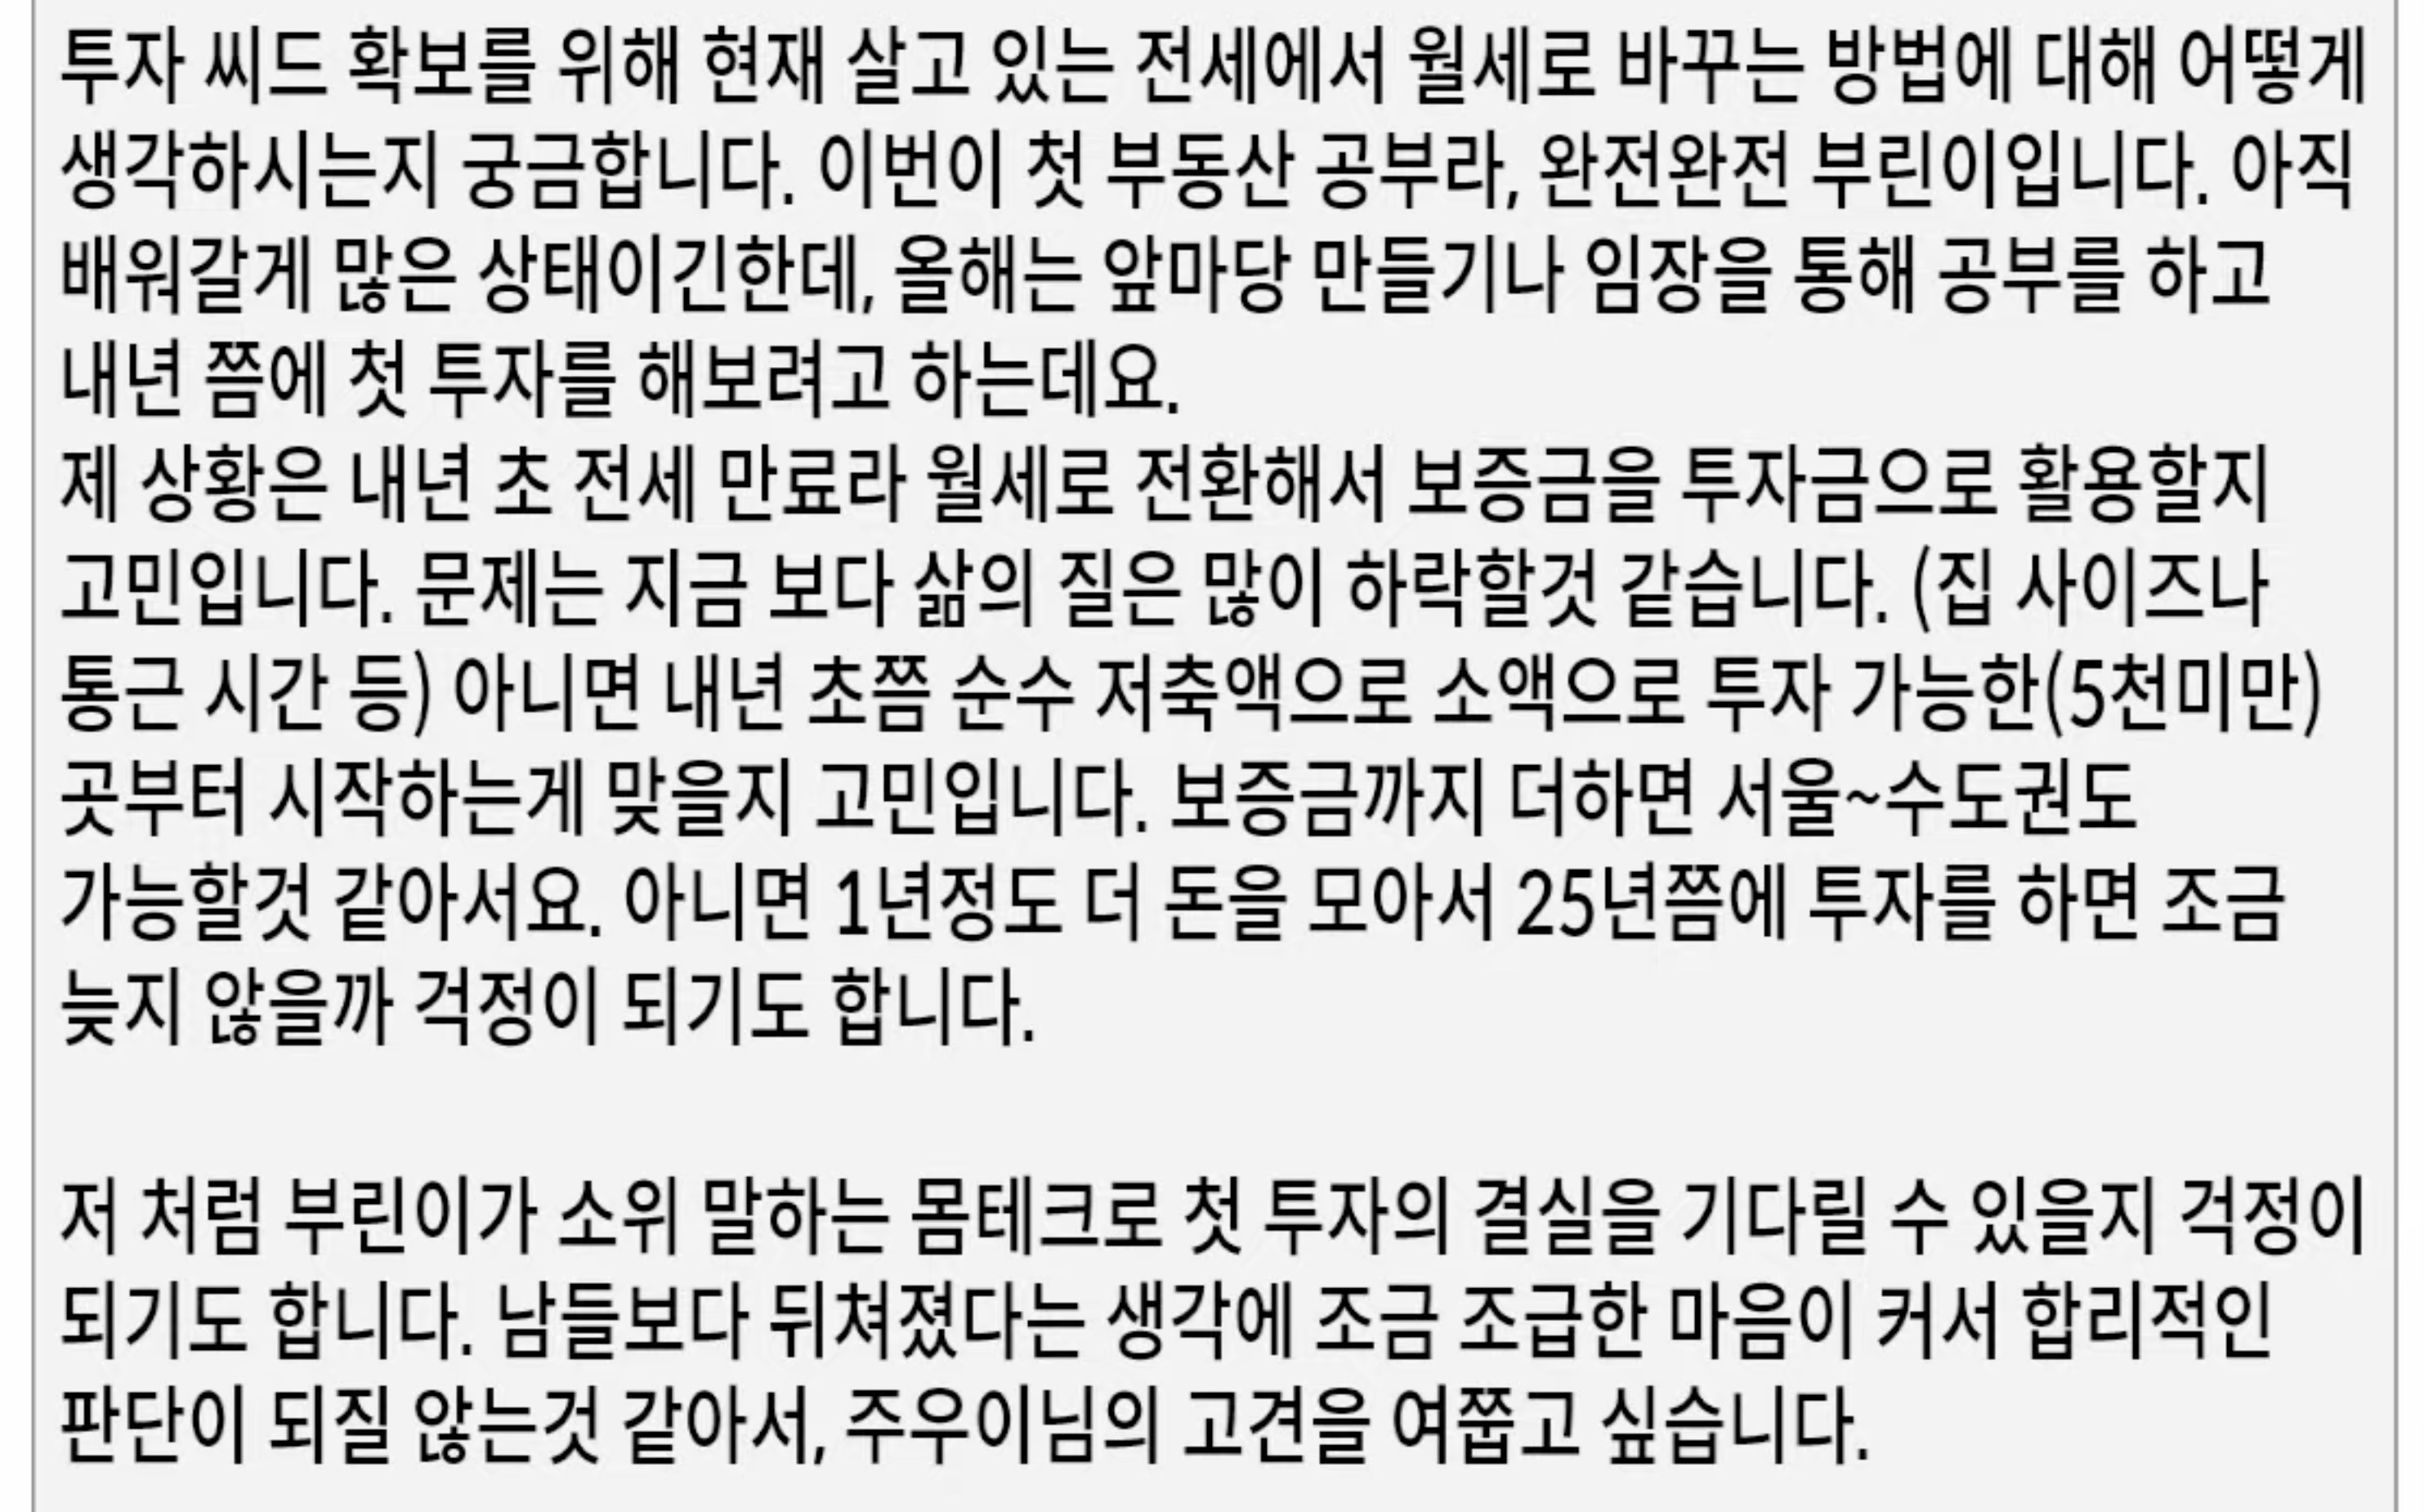 투자 씨드 확보를 위해 현재 살고 있는 전세에서 월세로 바꾸는 방법에 대해 어떻게
생각하시는지 궁금합니다. 이번이 첫 부동산 공부라, 완전완전 부린이입니다. 아직
배워갈게 많은 상태이긴한데, 올해는 앞마당 만들기나 임장을 통해 공부를 하고
내년 쯤에 첫 투자를 해보려고 하는데요.
제 상황은 내년 초 전세 만료라 월세로 전환해서 보증금을 투자금으로 활용할지
고민입니다. 문제는 지금 보다 삶의 질은 많이 하락할것 같습니다. (집 사이즈나
통근 시간 등) 아니면 내년 초쯤 순수 저축액으로 소액으로 투자 가능한(5천미만)
곳부터 시작하는게 맞을지 고민입니다. 보증금까지 더하면 서울~수도권도
가능할것 같아서요. 아니면 1년정도 더 돈을 모아서 25년쯤에 투자를 하면 조금
늦지 않을까 걱정이 되기도 합니다.
저 처럼 부린이가 소위 말하는 몸테크로 첫 투자의 결실을 기다릴 수 있을지 걱정이
되기도 합니다. 남들보다 뒤쳐졌다는 생각에 조금 조급한 마음이 커서 합리적인
판단이 되질 않는것 같아서, 주우이님의 고견을 여쭙고 싶습니다.